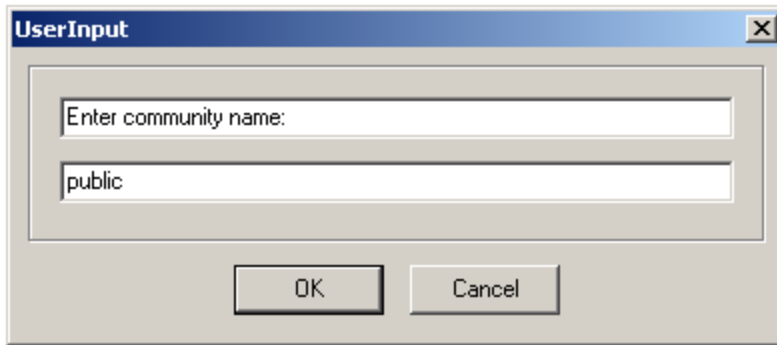 UserInput
Enter community name:
public
OK
Cancel